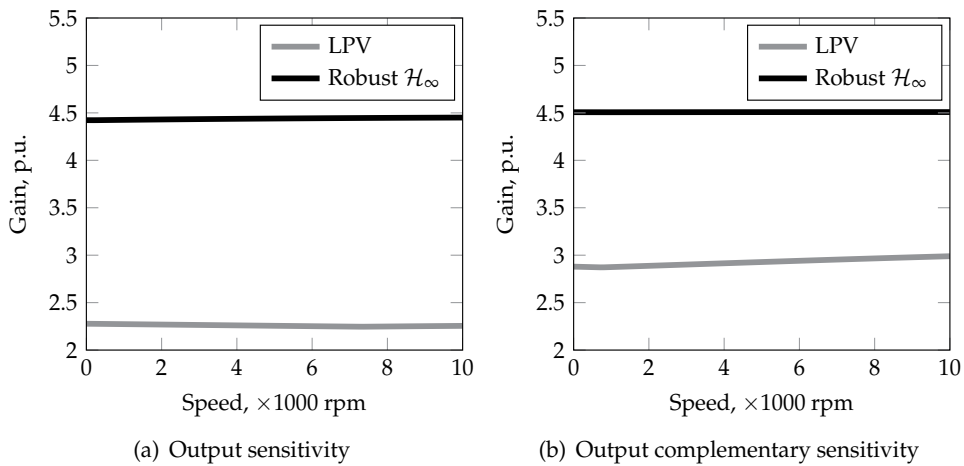 5.5
5
4.5
4
3.5
3
2.5
2
0
2
4
6
8
10
Gain, p.u.
Speed, ×1000 rpm
LPV
Robust ℋ∞
(a) Output sensitivity
5.5
5
4.5
4
3.5
3
2.5
2
0
2
4
6
8
10
Gain, p.u.
Speed, ×1000 rpm
LPV
Robust ℋ∞
(b) Output complementary sensitivity